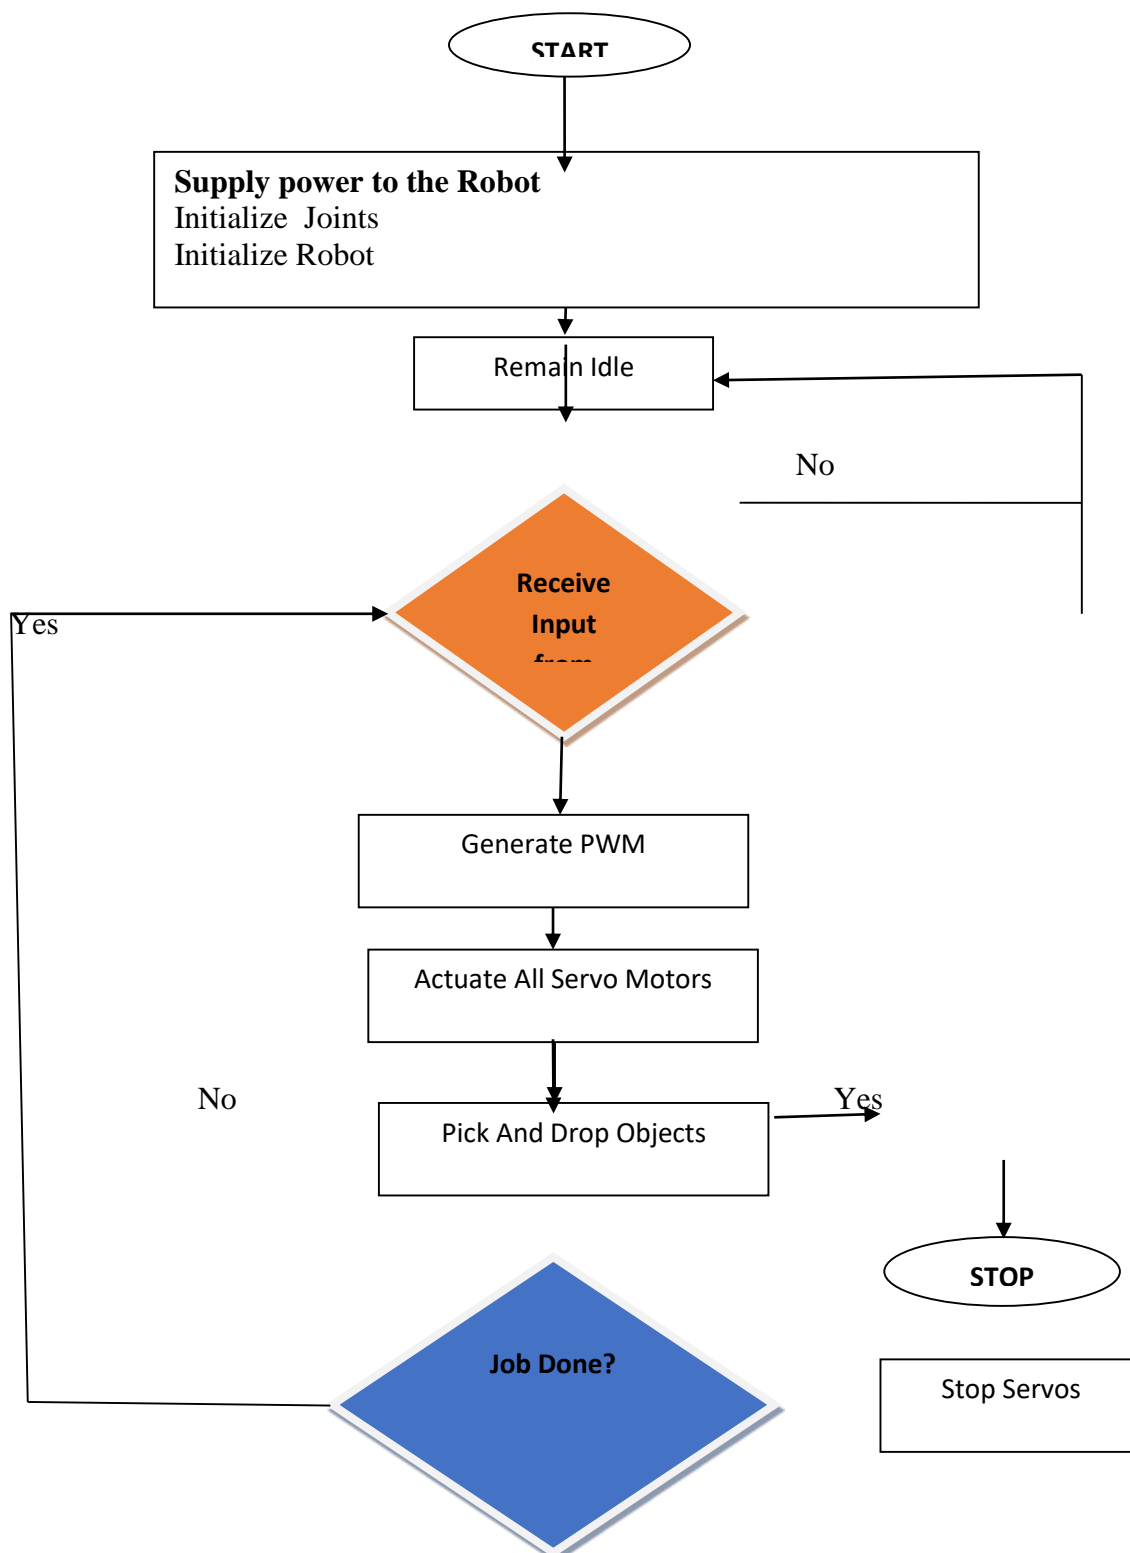 START
Supply power to the Robot
Initialize Joints
Initialize Robot
Remain Idle
No
Receive
Input
from
Yes
Generate PWM
Actuate All Servo Motors
No
Yes
Pick And Drop Objects
STOP
Job Done?
Stop Servos